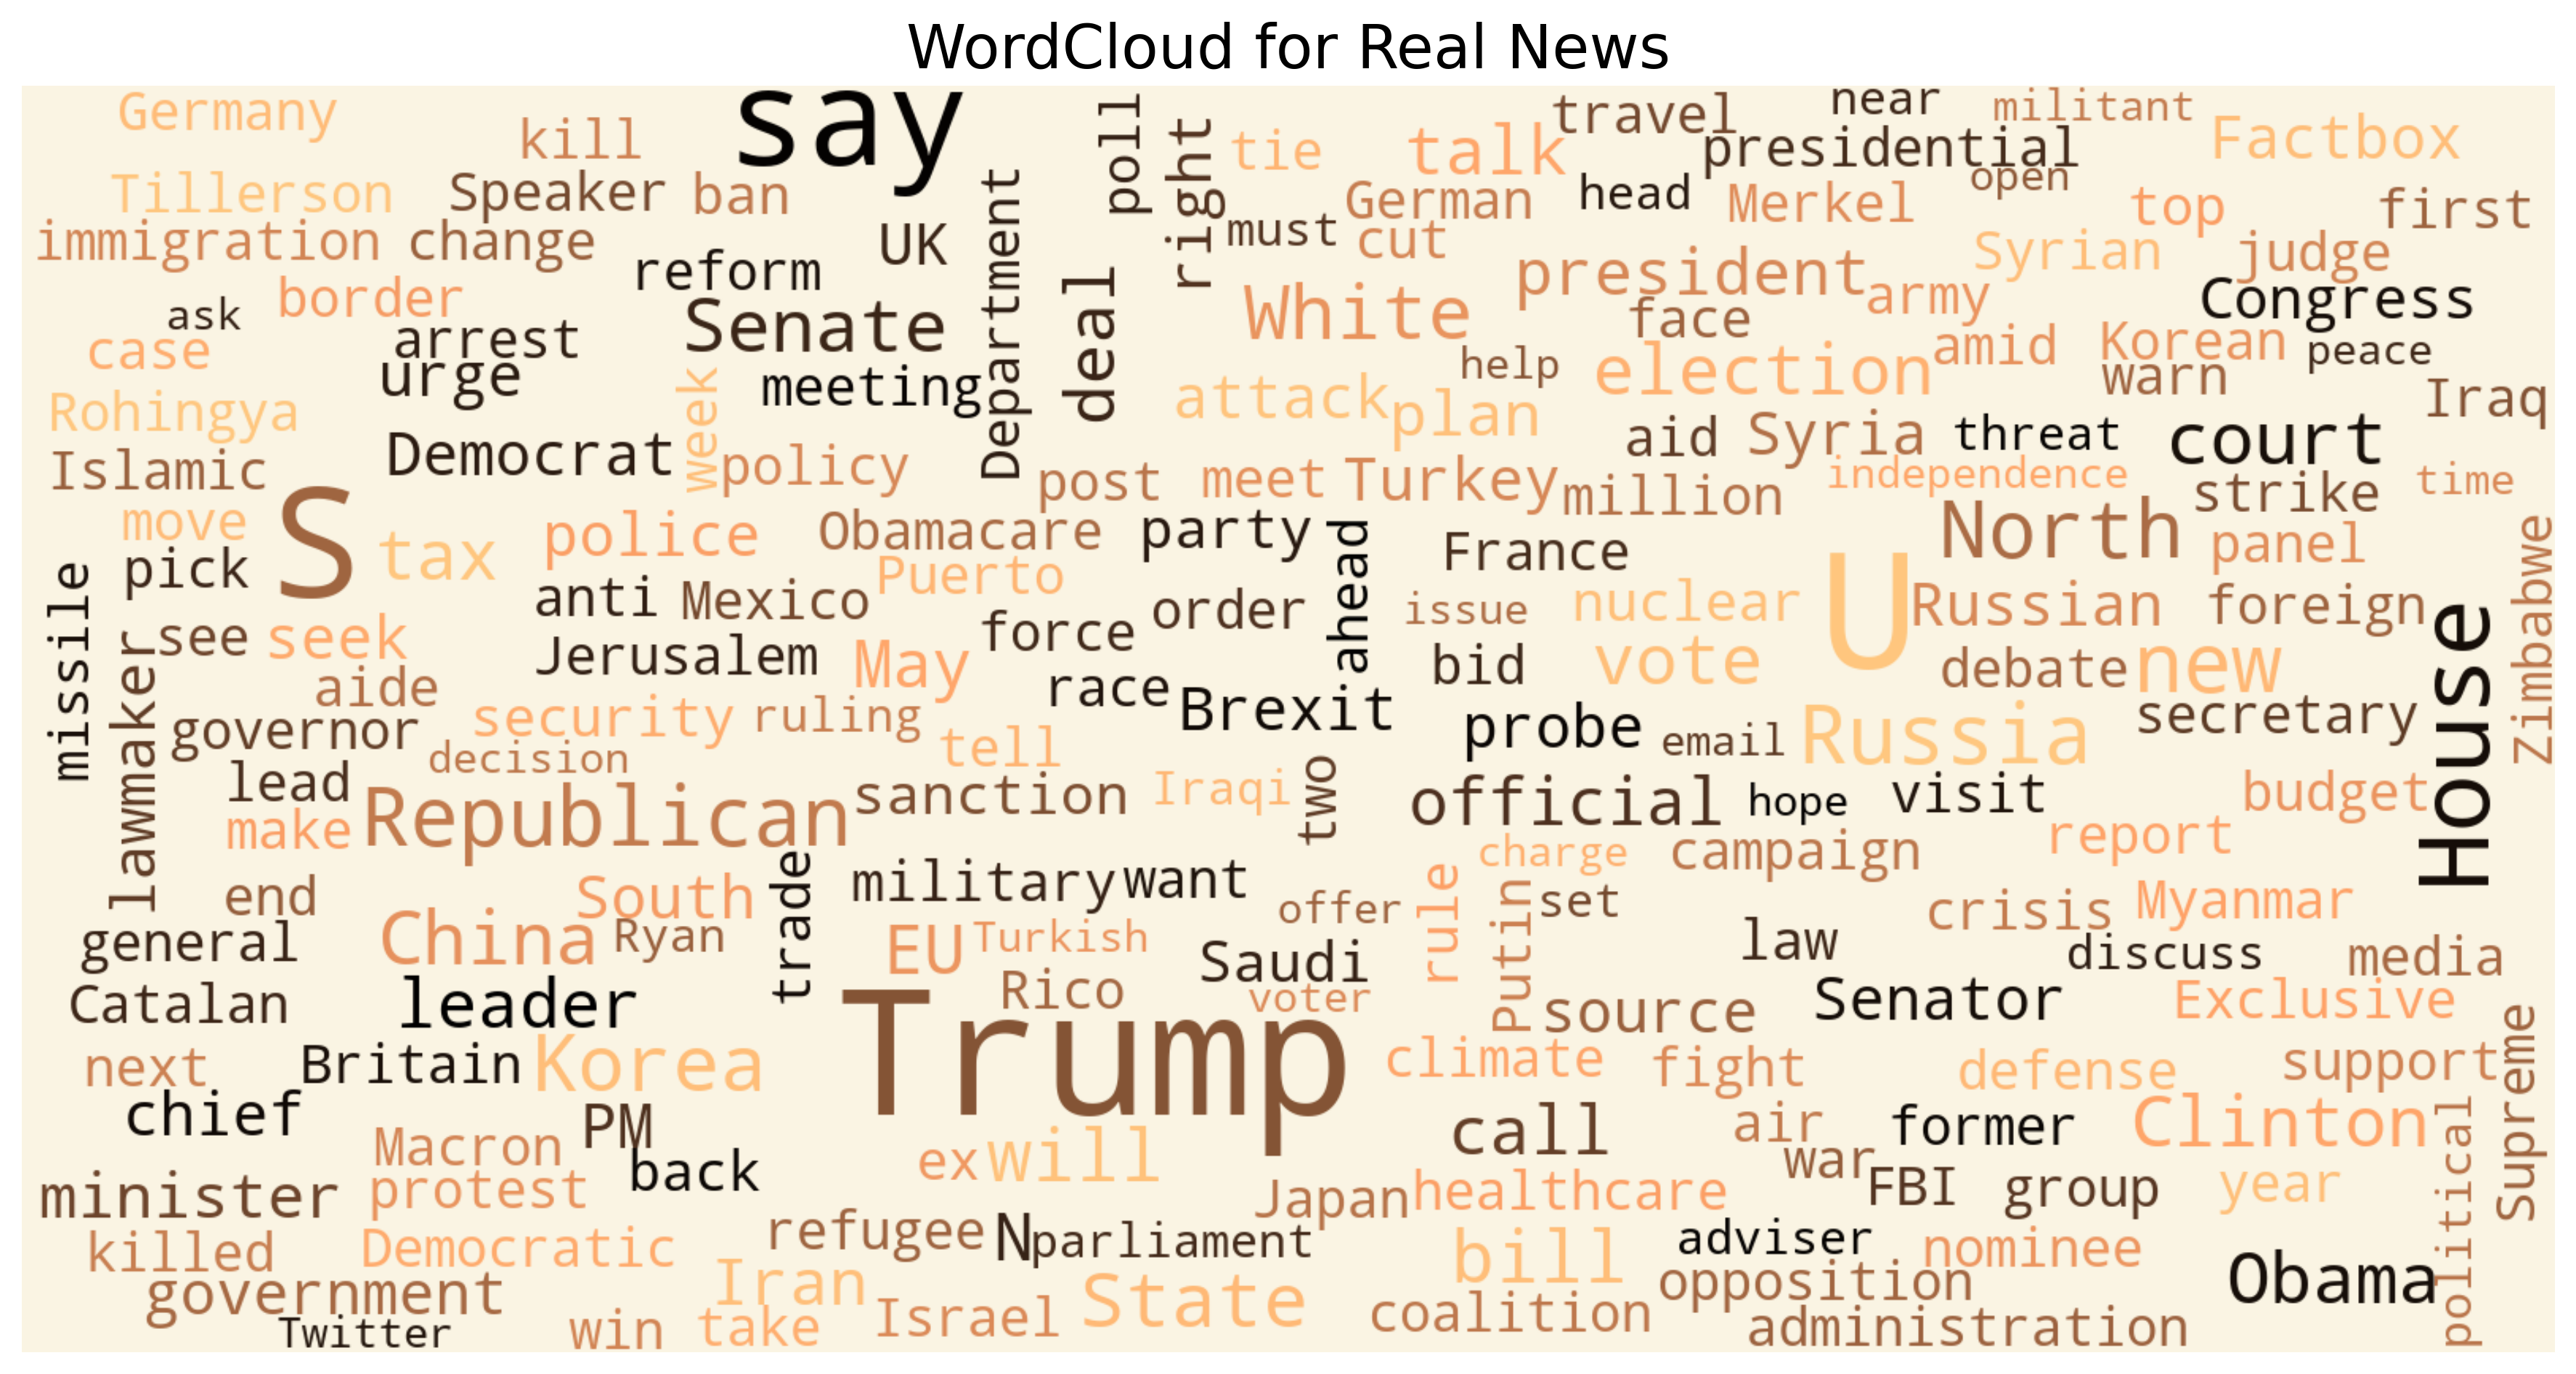 WordCloud for Real News
Germany
kill
say
poll
right
tie
talk
travel
near
militant
presidential
Factbox
Tillerson
Speaker
ban
Department
must
German
head
Merkel
open
top
first
immigration
change
UK
cut
Syrian
judge
reform
deal
president
border
ask
arrest
Senate
White
face
army
Congress
case
urge
week
meeting
help
election
amid
Korean
peace
warn
Rohingya
attack
plan
Iraq
Democrat
aid
Syria
threat
court
Islamic
policy
post
meet
Turkey
million
independence
strike
time
move
S
tax
police
Obamacare
party
ahead
France
U
North
panel
Zimbabwe
pick
missile
anti
Mexico
Puerto
order
issue
nuclear
Russian
foreign
lawmaker
see
seek
Jerusalem
May
force
bid
vote
debate
new
House
aide
race
governor
security
ruling
Brexit
probe
email
Russia
secretary
decision
tell
lead
Republican
sanction
Iraqi
two
official
hope
visit
budget
make
trade
charge
campaign
report
end
South
military
want
offer
rule
Putin
set
crisis
Myanmar
general
China
Ryan
EU
Turkish
Saudi
law
discuss
media
Catalan
leader
Rico
voter
source
Senator
Exclusive
Supreme
next
Britain
Korea
Trump
climate
fight
defense
support
chief
PM
call
air
former
Clinton
Macron
back
ex
will
war
political
minister
protest
Japan
healthcare
FBI
group
year
killed
Democratic
refugee
N
parliament
bill
adviser
nominee
government
Iran
State
opposition
Obama
Twitter
win
take
Israel
coalition
administration